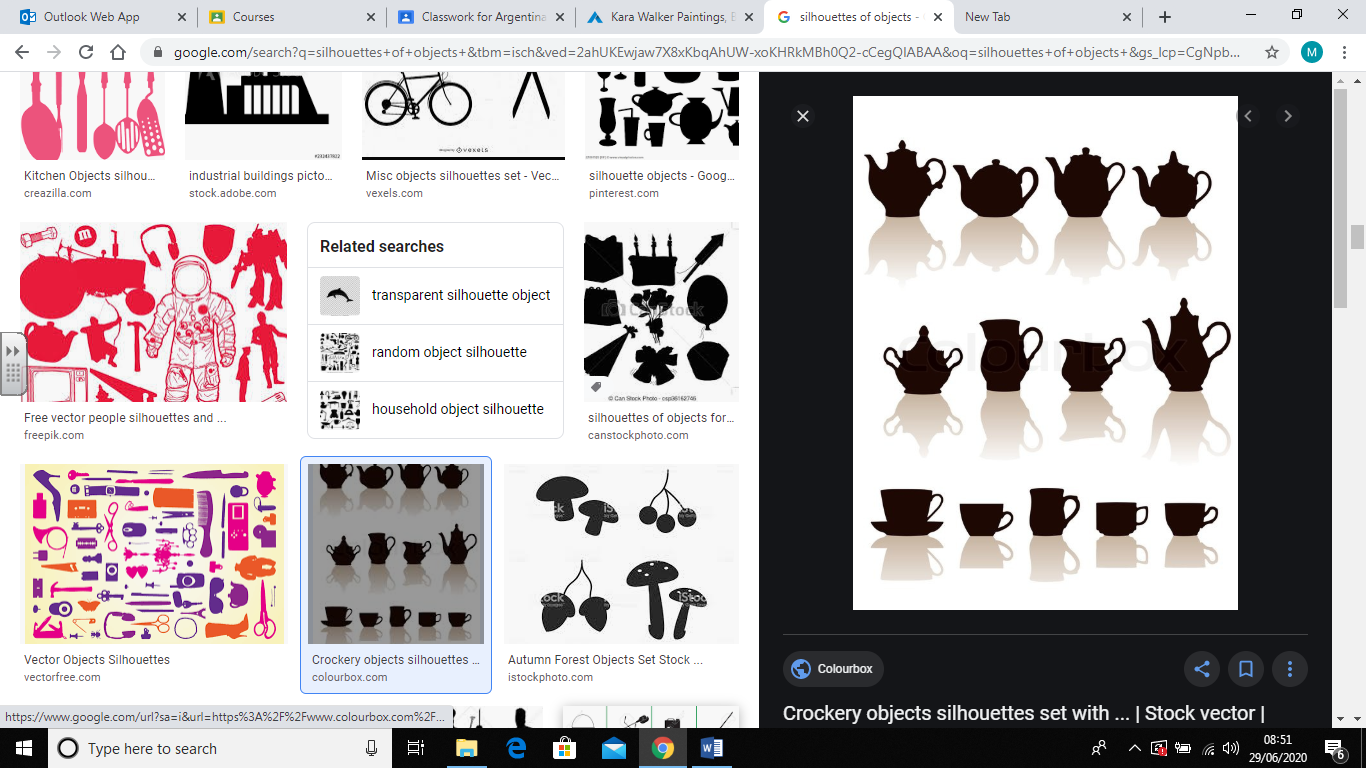 Outlook Web App
Courses
Classwork for Argentina
Kara Walker Paintings,
silhouettes of objects -
New Tab
google.com/search?q=silhouettes+of+objects+&tbm=isch&ved=2ahUKEwjaw7X8xKbqAhUW-xoKHRkMBh0Q2-cCegQIABAA&oq=silhouettes+of+objects+&gs_lcp=CgNpb...
M
Kitchen Objects silhou...
creazilla.com
industrial buildings picto...
stock.adobe.com
vexels
Misc objects silhouettes set - Vec...
vexels.com
silhouette objects - Goog...
pinterest.com
Related searches
transparent silhouette object
random object silhouette
household object silhouette
Free vector people silhouettes and ...
freepik.com
CanStock
© Can Stock Photo - csp36162746
silhouettes of objects for...
canstockphoto.com
Vector Objects Silhouettes
vectorfree.com
Crockery objects silhouettes ...
colourbox.com
iStock
Autumn Forest Objects Set Stock ...
istockphoto.com
colourbox
Colourbox
Crockery objects silhouettes set with ... | Stock vector |
https://www.google.com/url?sa=i&url=https%3A%2F%2Fwww.colourbox.com%2F...
Type here to search
08:51
29/06/2020
6